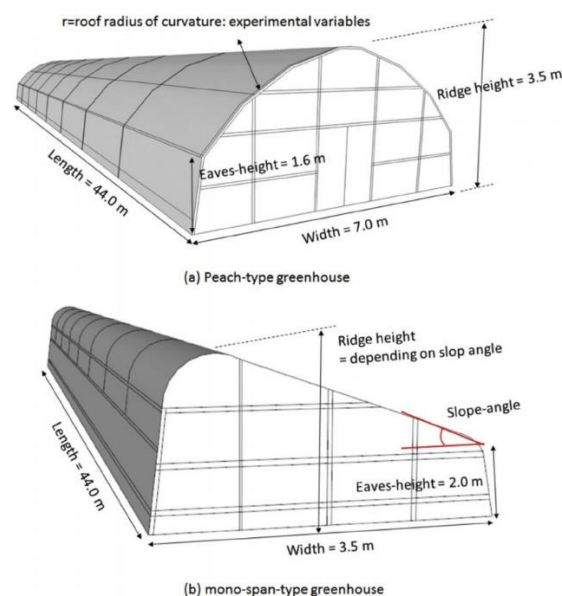 r=roof radius of curvature: experimental variables
Ridge height = 3.5 m
Eaves-height = 1.6 m
Length = 44.0 m
Width = 7.0 m
(a) Peach-type greenhouse
Ridge height
= depending on slop angle
Slope-angle
Length = 44.0 m
Eaves-height = 2.0 m
Width = 3.5 m
(b) mono-span-type greenhouse